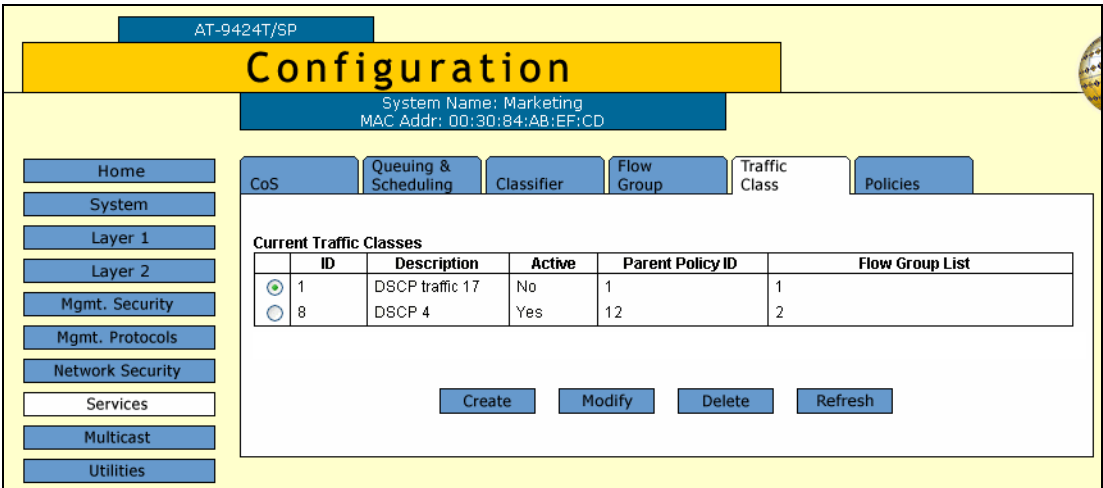 AT-9424T/SP
Configuration
System Name: Marketing
MAC Addr: 00:30:84:AB:EF:CD
Home
System
Layer 1
Layer 2
Mgmt. Security
Mgmt. Protocols
Network Security
Services
Multicast
Utilities
CoS
Queuing &
Scheduling
Classifier
Flow
Group
Traffic
Class
Policies
Current Traffic Classes
ID Description Active Parent Policy ID Flow Group List
1 DSCP traffic 17 No 1 1
8 DSCP 4 Yes 12 2
Create Modify Delete Refresh